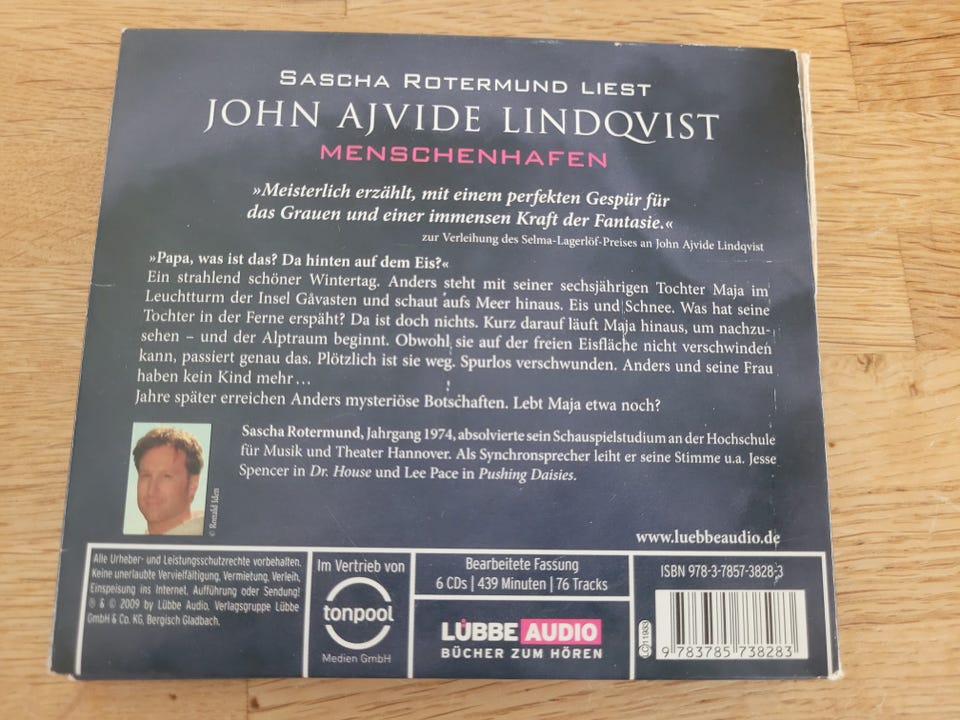 SASCHA ROTERMUND LIEST
JOHN AJVIDE LINDQVIST
MENSCHENHAFEN
»Meisterlich erzählt, mit einem perfekten Gespür für
das Grauen und einer immensen Kraft der Fantasie.«
zur Verleihung des Selma-Lagerlöf-Preises an John Ajvide Lindqvist
»Papa, was ist das? Da hinten auf dem Eis?«
Ein strahlend schöner Wintertag. Anders steht mit seiner sechsjährigen Tochter Maja im
Leuchtturm der Insel Gåvasten und schaut aufs Meer hinaus. Eis und Schnee. Was hat seine
Tochter in der Ferne erspäht? Da ist doch nichts. Kurz darauf läuft Maja hinaus, um nachzu-
sehen – und der Alptraum beginnt. Obwohl sie auf der freien Eisfläche nicht verschwinden
kann, passiert genau das. Plötzlich ist sie weg. Spurlos verschwunden. Anders und seine Frau
haben kein Kind mehr ...
Jahre später erreichen Anders mysteriöse Botschaften. Lebt Maja etwa noch?
Sascha Rotermund, Jahrgang 1974, absolvierte sein Schauspielstudium an der Hochschule
für Musik und Theater Hannover. Als Synchronsprecher leiht er seine Stimme u.a. Jesse
Spencer in Dr. House und Lee Pace in Pushing Daisies.
© Ronald Iden
www.luebbeaudio.de
Alle Urheber- und Leistungsschutzrechte vorbehalten.
Keine unerlaubte Vervielfältigung, Vermietung, Verleih,
Einspeisung ins Internet, Aufführung oder Sendung!
℗ & © 2009 by Lübbe Audio, Verlagsgruppe Lübbe
GmbH & Co. KG, Bergisch Gladbach.
Im Vertrieb von
tonpool
Medien GmbH
Bearbeitete Fassung
6 CDs | 439 Minuten | 76 Tracks
LÜBBE AUDIO
BÜCHER ZUM HÖREN
ISBN 978-3-7857-3828-3
LC 11933
9 783785 738283